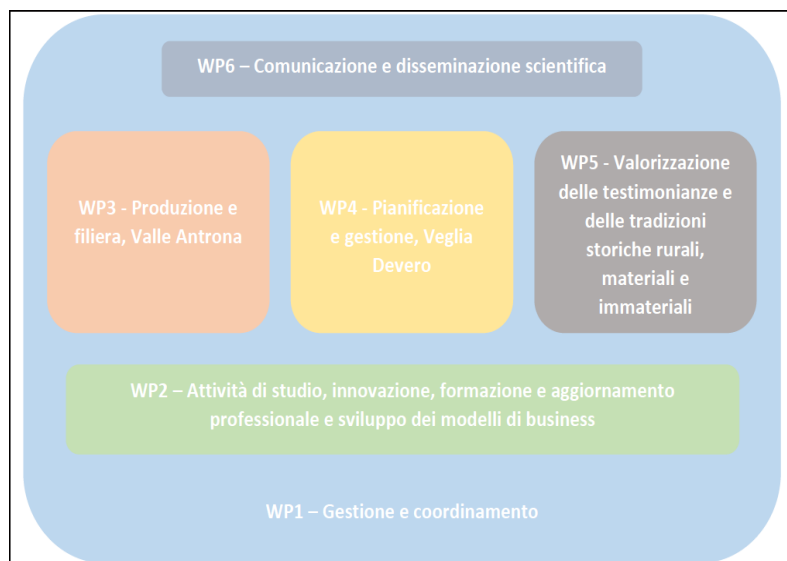 WP6 – Comunicazione e disseminazione scientifica
WP3 - Produzione e
filiera, Valle Antrona
WP4 - Pianificazione
e gestione, Veglia
Devero
WP5 - Valorizzazione
delle testimonianze e
delle tradizioni
storiche rurali,
materiali e
immateriali
WP2 – Attività di studio, innovazione, formazione e aggiornamento
professionale e sviluppo dei modelli di business
WP1 – Gestione e coordinamento